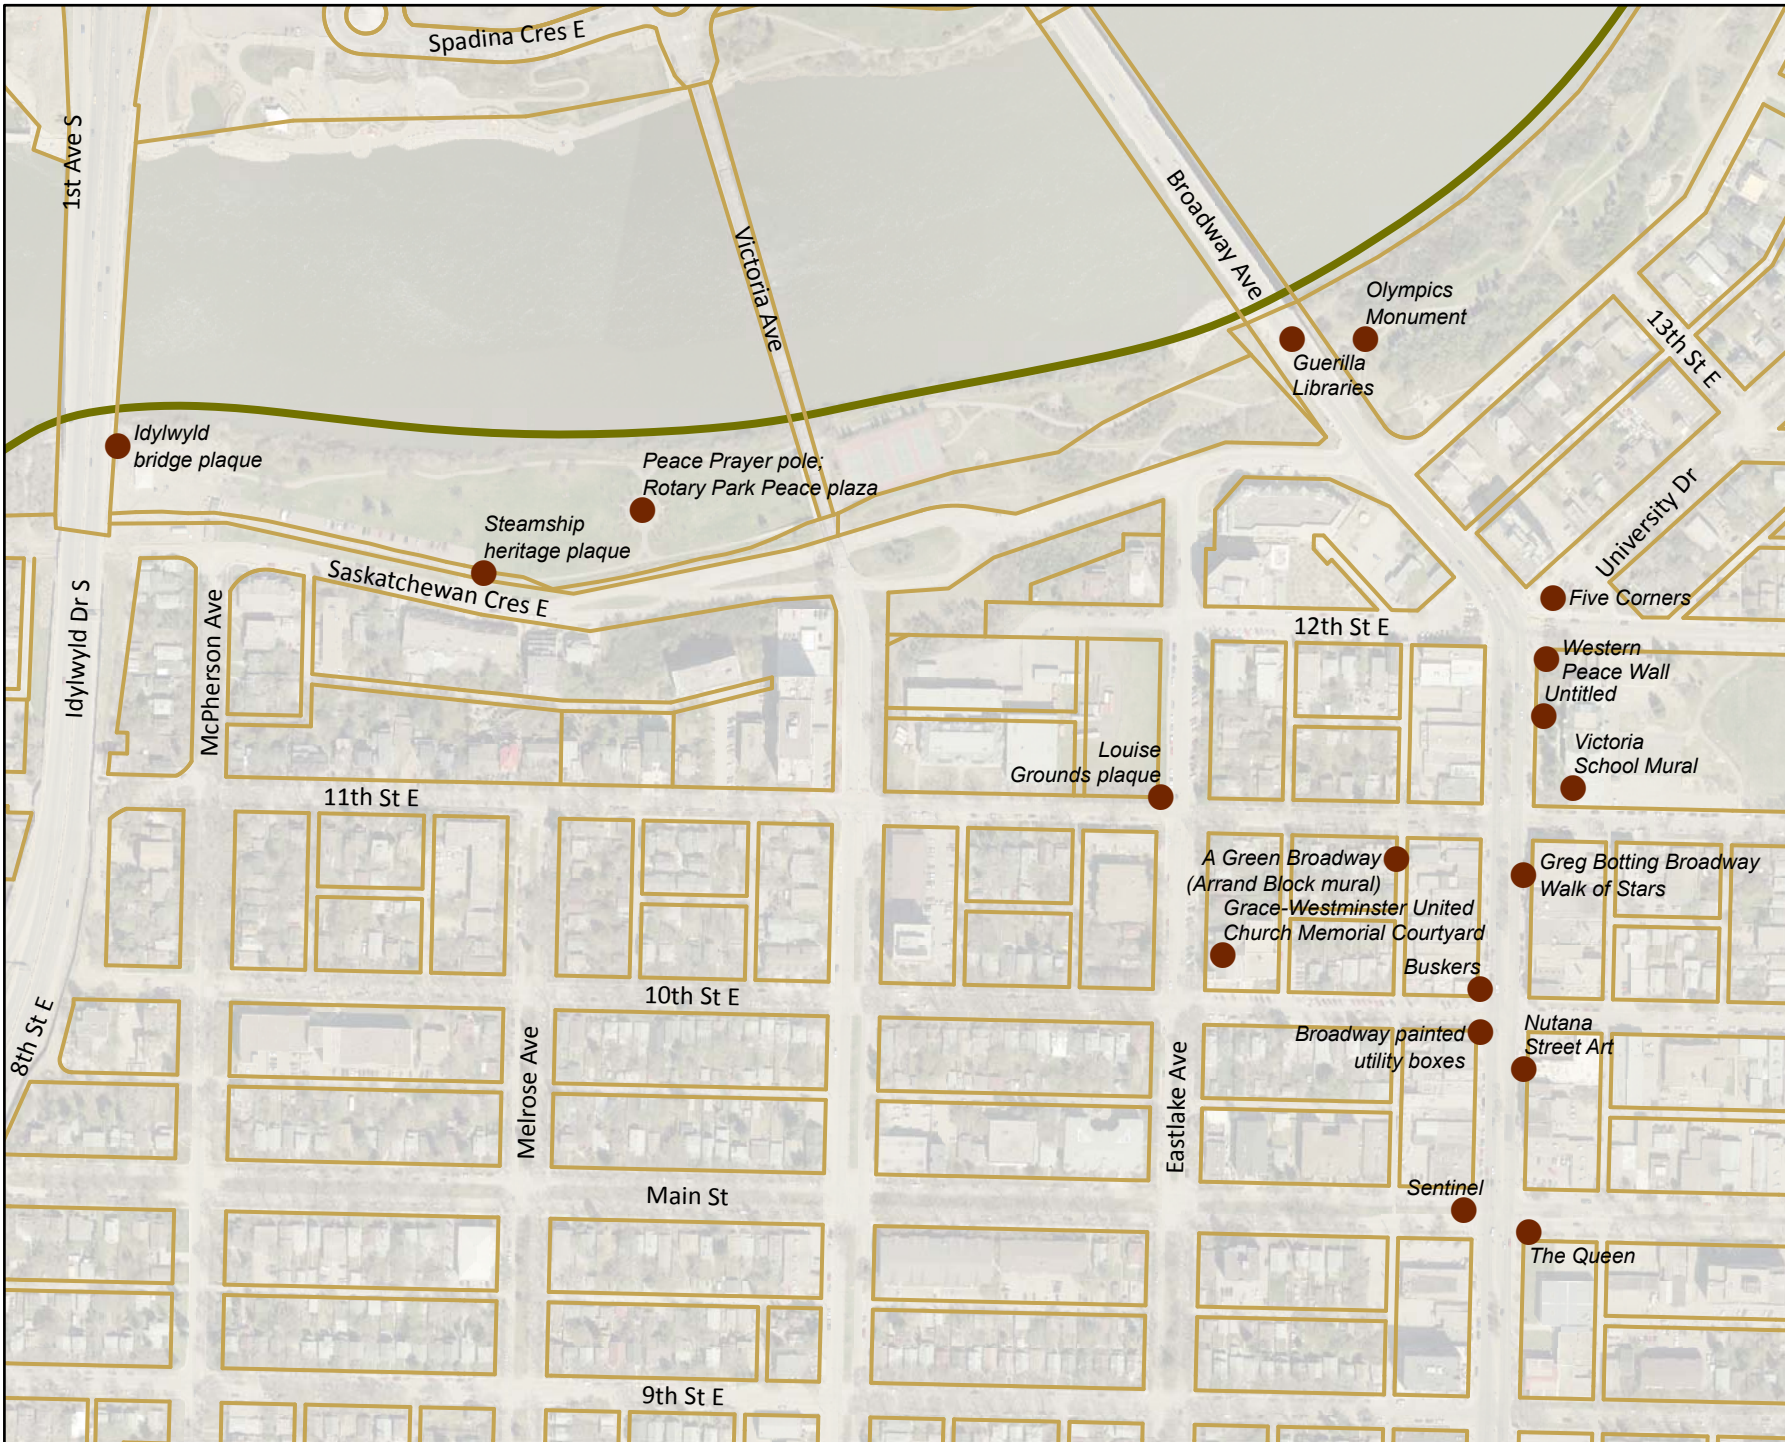 Spadina Cres E
1st Ave S
Broadway Ave
Victoria Ave
Olympics
Monument
13th St E
Guerilla
Libraries
Idylwyld
bridge plaque
Peace Prayer pole;
Rotary Park Peace plaza
University Dr
Steamship
heritage plaque
Saskatchewan Cres E
Idylwyld Dr S
McPherson Ave
Five Corners
12th St E
Western
Peace Wall
Untitled
Louise
Grounds plaque
Victoria
School Mural
11th St E
A Green Broadway
(Arrand Block mural)
Greg Botting Broadway
Walk of Stars
Grace-Westminster United
Church Memorial Courtyard
Buskers
10th St E
8th St E
Melrose Ave
Eastlake Ave
Broadway painted
utility boxes
Nutana
Street Art
Main St
Sentinel
The Queen
9th St E